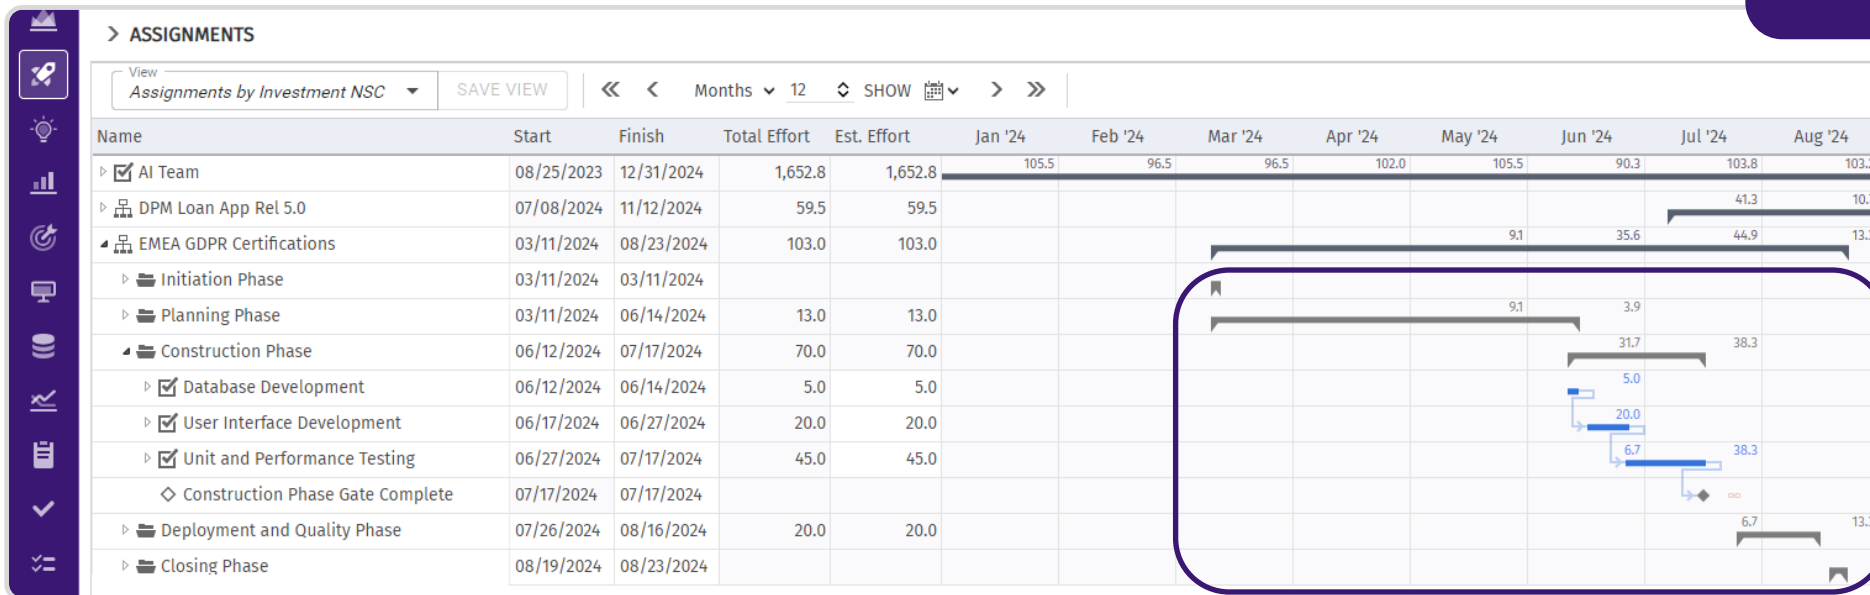 ASSIGNMENTS
View
Assignments by Investment NSC SAVE VIEW Months 12 SHOW
Name Start Finish Total Effort Est. Effort Jan '24 Feb '24 Mar '24 Apr '24 May '24 Jun '24 Jul '24 Aug '24
AI Team 08/25/2023 12/31/2024 1,652.8 1,652.8 105.5 96.5 96.5 102.0 105.5 90.3 103.8 103.2
DPM Loan App Rel 5.0 07/08/2024 11/12/2024 59.5 59.5 41.3 10.
EMEA GDPR Certifications 03/11/2024 08/23/2024 103.0 103.0 9.1 35.6 44.9 13.
Initiation Phase 03/11/2024 03/11/2024
Planning Phase 03/11/2024 06/14/2024 13.0 13.0 9.1 3.9
Construction Phase 06/12/2024 07/17/2024 70.0 70.0 31.7 38.3
Database Development 06/12/2024 06/14/2024 5.0 5.0 5.0
User Interface Development 06/17/2024 06/27/2024 20.0 20.0 20.0
Unit and Performance Testing 06/27/2024 07/17/2024 45.0 45.0 6.7 38.3
Construction Phase Gate Complete 07/17/2024 07/17/2024
Deployment and Quality Phase 07/26/2024 08/16/2024 20.0 20.0 6.7 13.
Closing Phase 08/19/2024 08/23/2024